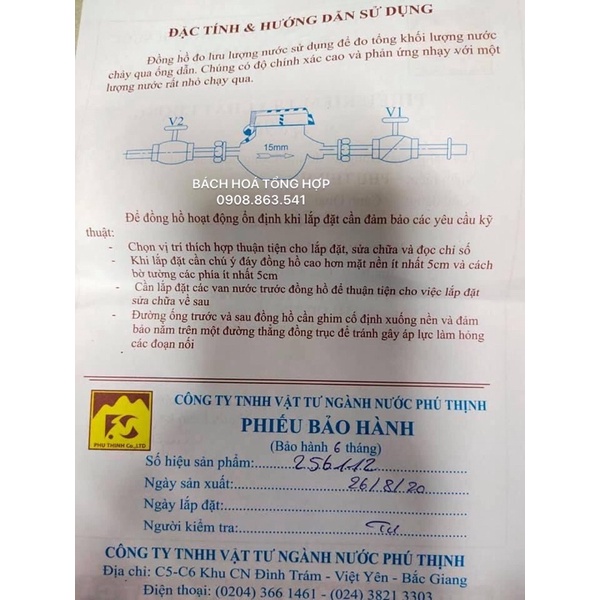 ĐẶC TÍNH & HƯỚNG DẪN SỬ DỤNG
Đồng hồ đo lưu lượng nước sử dụng để đo tổng khối lượng nước
chảy qua ống dẫn. Chúng có độ chính xác cao và phản ứng nhạy với một
lượng nước rất nhỏ chạy qua.
V2
V1
15mm
BÁCH HOÁ TỔNG HỢP
0908.863.541
Để đồng hồ hoạt động ổn định khi lắp đặt cần đảm bảo các yêu cầu kỹ
thuật:
- Chọn vị trí thích hợp thuận tiện cho lắp đặt, sửa chữa và đọc chỉ số
- Khi lắp đặt cần chú ý đáy đồng hồ cao hơn mặt nền ít nhất 5cm và cách
bờ tường các phía ít nhất 5cm
- Cần lắp đặt các van nước trước đồng hồ để thuận tiện cho việc lắp đặt
sửa chữa về sau
- Đường ống trước và sau đồng hồ cần ghim cố định xuống nền và đảm
bảo nằm trên một đường thẳng đồng trục để tránh gây áp lực làm hỏng
các đoạn nối
PHU THINH Co.,LTD
CÔNG TY TNHH VẬT TƯ NGÀNH NƯỚC PHÚ THỊNH
PHIẾU BẢO HÀNH
(Bảo hành 6 tháng)
Số hiệu sản phẩm: 256112
Ngày sản xuất: 26/8/20
Ngày lắp đặt:
Người kiểm tra:
CÔNG TY TNHH VẬT TƯ NGÀNH NƯỚC PHÚ THỊNH
Địa chỉ: C5-C6 Khu CN Đình Trám - Việt Yên - Bắc Giang
Điện thoại: (0204) 366 1461 - (024) 3821 3303